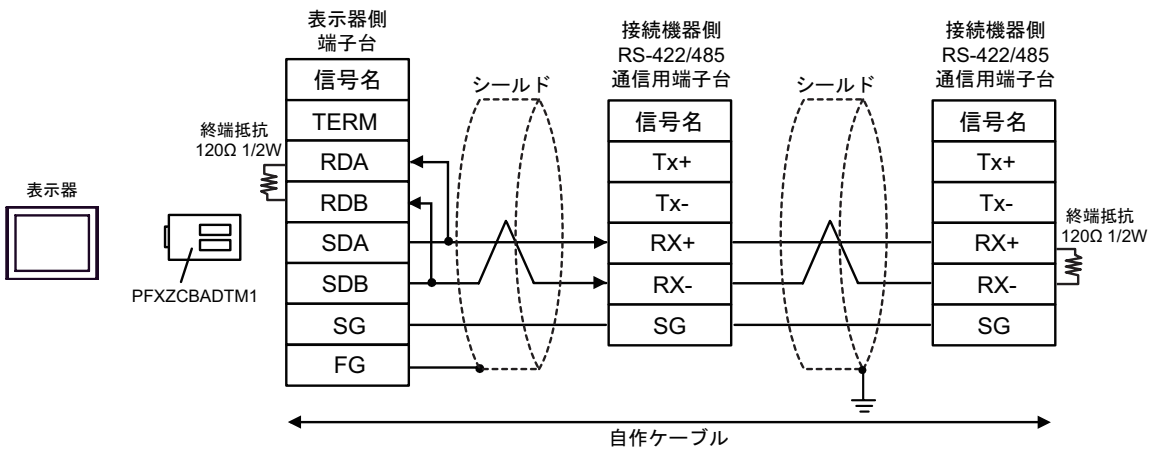 表示器
PFXZCBADTM1
終端抵抗
120Ω 1/2W
表示器側
端子台
信号名
TERM
RDA
RDB
SDA
SDB
SG
FG
シールド
接続機器側
RS-422/485
通信用端子台
信号名
Tx+
Tx-
RX+
RX-
SG
シールド
接続機器側
RS-422/485
通信用端子台
信号名
Tx+
Tx-
RX+
RX-
SG
終端抵抗
120Ω 1/2W
自作ケーブル